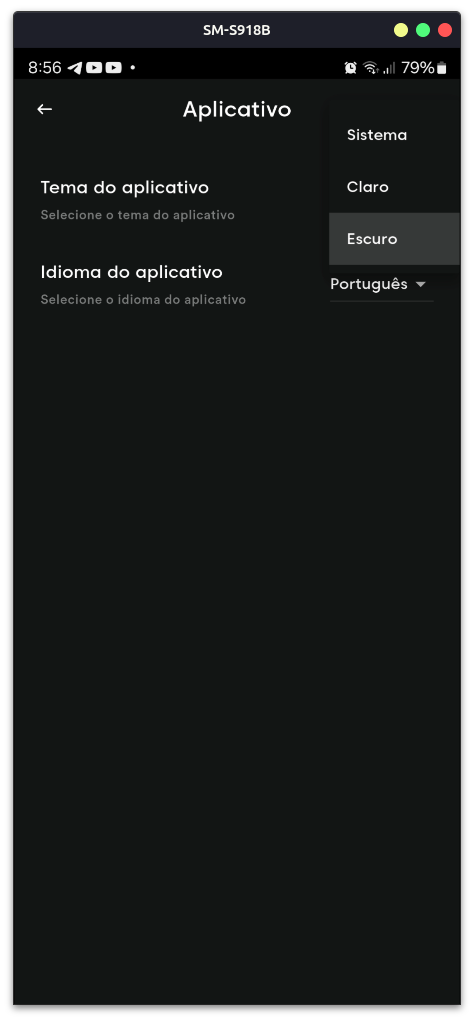 SM-S918B
8:56
79%
Aplicativo
Sistema
Claro
Escuro
Tema do aplicativo
Selecione o tema do aplicativo
Idioma do aplicativo
Selecione o idioma do aplicativo
Português